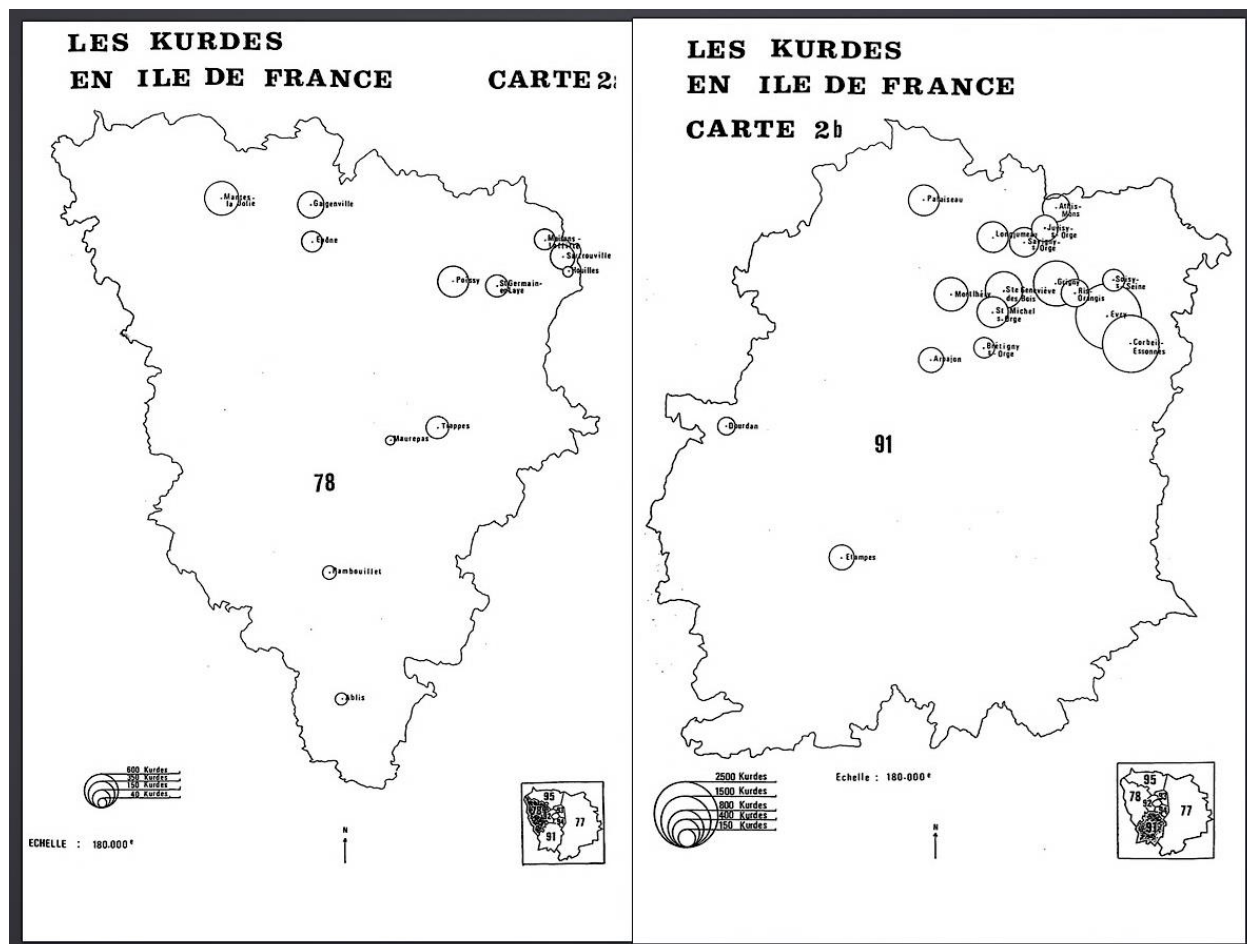 LES KURDES
EN ILE DE FRANCE
CARTE 2
Mantes-
la Jolie
Gargenville
Epône
Maisons-
Sartrouville
Houilles
Poissy
St Germain-
en Laye
Trappes
Maurepas
78
Rambouillet
Ablis
600 Kurdes
350 Kurdes
150 Kurdes
40 Kurdes
ECHELLE : 180.000e
N
95
78
77
91
LES KURDES
EN ILE DE FRANCE
CARTE 2b
Palaiseau
Athis-
Mons
Juvisy-
s/Orge
Longjumeau
Savigny-
s/Orge
Montlhéry
Ste Geneviève
des Bois
Grigny
Ris-
Orangis
Soisy-
s/Seine
St Michel
s/Orge
Evry
Corbeil-
Essonnes
Brétigny
s/Orge
Arpajon
Dourdan
91
Etampes
2500 Kurdes
1500 Kurdes
800 Kurdes
400 Kurdes
150 Kurdes
Echelle : 180.000e
N
95
78
92
93
94
77
91